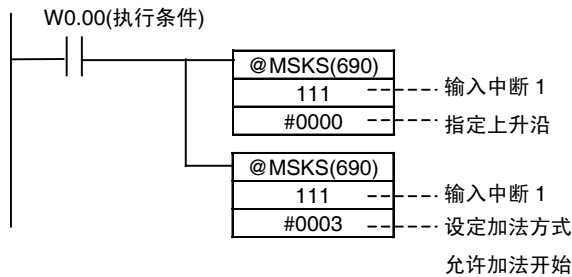 W0.00(执行条件)
@MSKS(690)
111 输入中断 1
#0000 指定上升沿
@MSKS(690)
111 输入中断 1
#0003 设定加法方式
允许加法开始